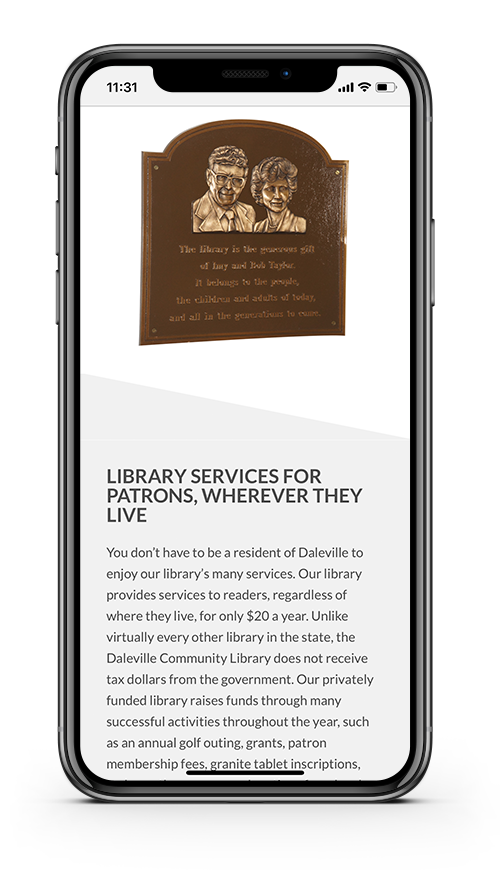 11:31
The library is the generous gift
of Imy and Bob Taylor.
It belongs to the people,
the children and adults of today,
and all in the generations to come.
LIBRARY SERVICES FOR
PATRONS, WHEREVER THEY
LIVE
You don’t have to be a resident of Daleville to
enjoy our library’s many services. Our library
provides services to readers, regardless of
where they live, for only $20 a year. Unlike
virtually every other library in the state, the
Daleville Community Library does not receive
tax dollars from the government. Our privately
funded library raises funds through many
successful activities throughout the year, such
as an annual golf outing, grants, patron
membership fees, granite tablet inscriptions,